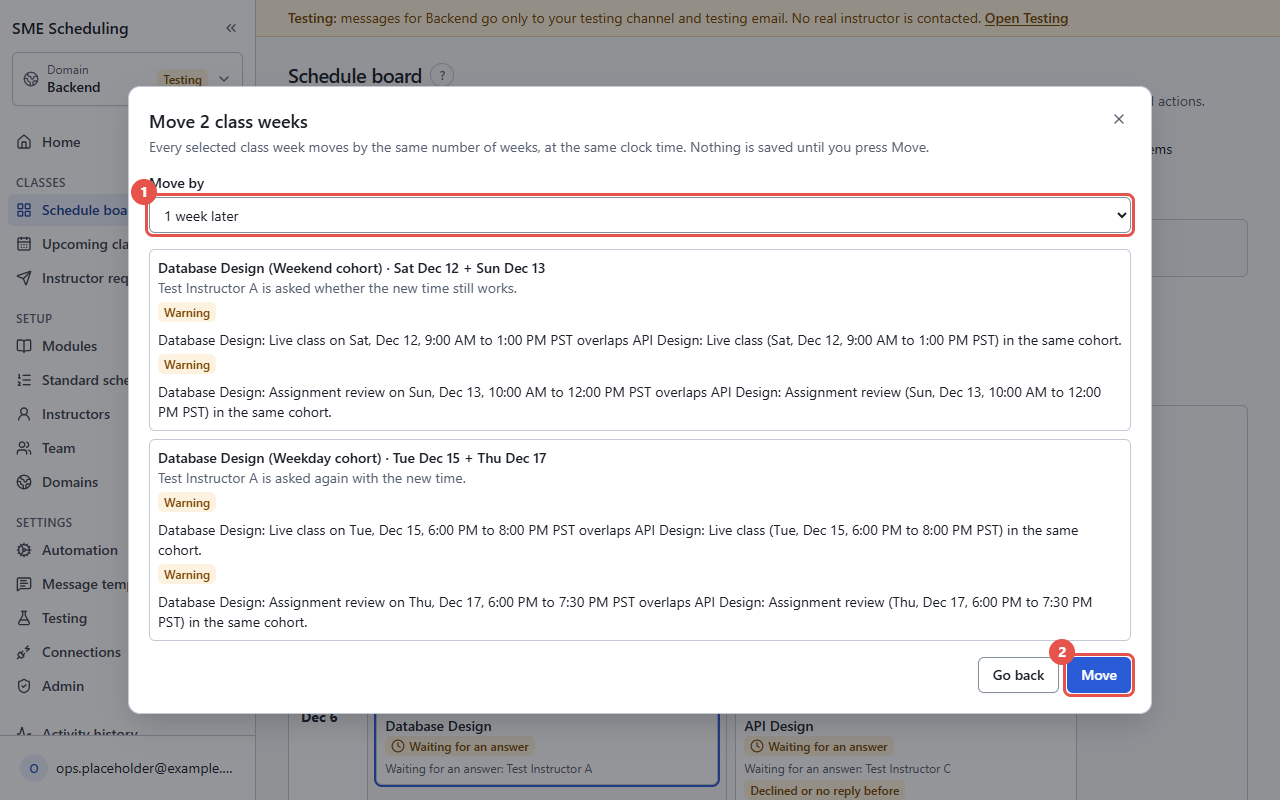 SME Scheduling
Domain
Backend
Testing
Home
CLASSES
Schedule boa
Upcoming cla
Instructor req
SETUP
Modules
Standard sche
Instructors
Team
Domains
SETTINGS
Automation
Message temp
Testing
Connections
Admin
Activity history
O
ops.placeholder@example....
Testing: messages for Backend go only to your testing channel and testing email. No real instructor is contacted. Open Testing
Schedule board ?
l actions.
ems
Move 2 class weeks
Every selected class week moves by the same number of weeks, at the same clock time. Nothing is saved until you press Move.
Move by
1
1 week later
Database Design (Weekend cohort) · Sat Dec 12 + Sun Dec 13
Test Instructor A is asked whether the new time still works.
Warning
Database Design: Live class on Sat, Dec 12, 9:00 AM to 1:00 PM PST overlaps API Design: Live class (Sat, Dec 12, 9:00 AM to 1:00 PM PST) in the same cohort.
Warning
Database Design: Assignment review on Sun, Dec 13, 10:00 AM to 12:00 PM PST overlaps API Design: Assignment review (Sun, Dec 13, 10:00 AM to 12:00
PM PST) in the same cohort.
Database Design (Weekday cohort) · Tue Dec 15 + Thu Dec 17
Test Instructor A is asked again with the new time.
Warning
Database Design: Live class on Tue, Dec 15, 6:00 PM to 8:00 PM PST overlaps API Design: Live class (Tue, Dec 15, 6:00 PM to 8:00 PM PST) in the same
cohort.
Warning
Database Design: Assignment review on Thu, Dec 17, 6:00 PM to 7:30 PM PST overlaps API Design: Assignment review (Thu, Dec 17, 6:00 PM to 7:30 PM
PST) in the same cohort.
2
Go back
Move
Dec 6
Database Design
Waiting for an answer
Waiting for an answer: Test Instructor A
API Design
Waiting for an answer
Waiting for an answer: Test Instructor C
Declined or no reply before